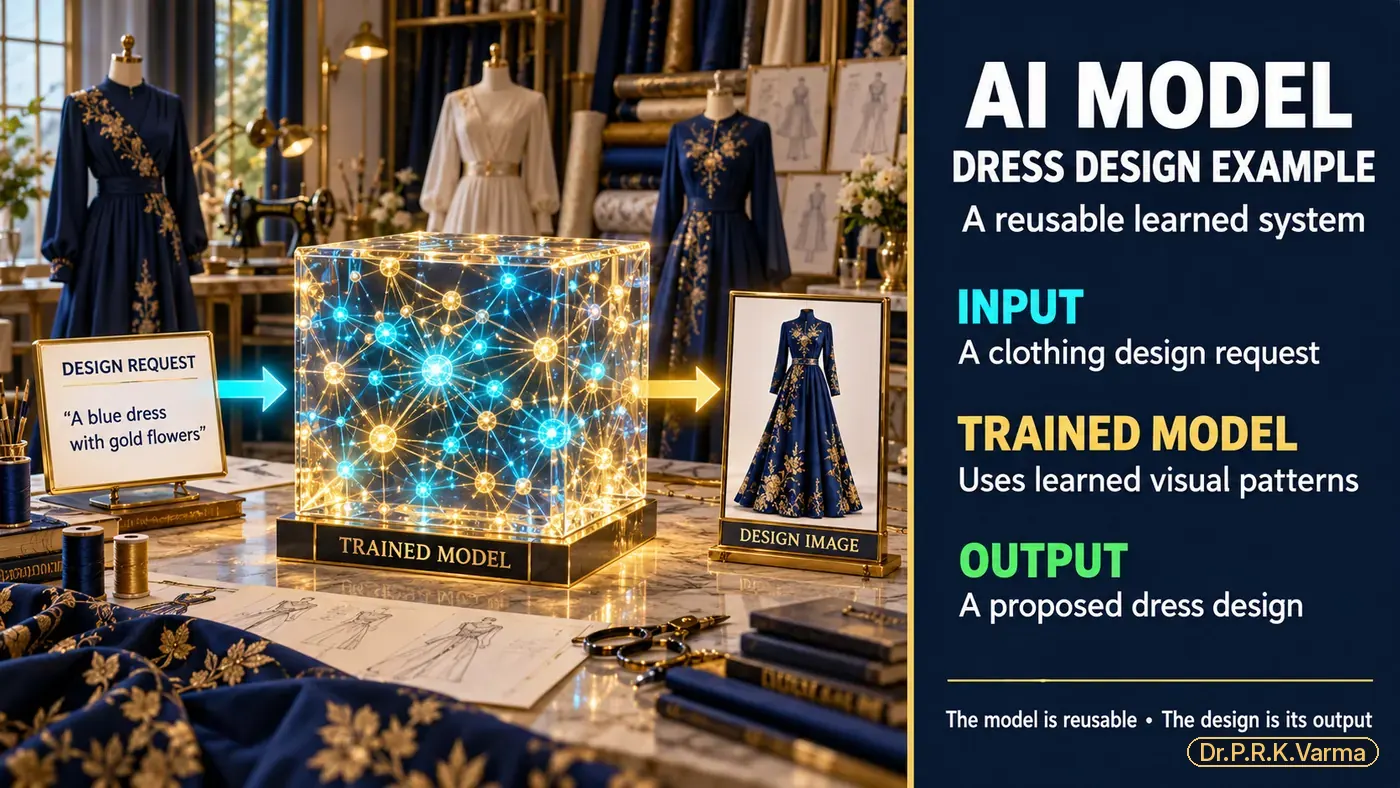 DESIGN REQUEST
“A blue dress
with gold flowers”
TRAINED MODEL
DESIGN IMAGE
AI MODEL
DRESS DESIGN EXAMPLE
A reusable learned system
INPUT
A clothing design request
TRAINED MODEL
Uses learned visual patterns
OUTPUT
A proposed dress design
The model is reusable • The design is its output
Dr.P.R.K.Varma